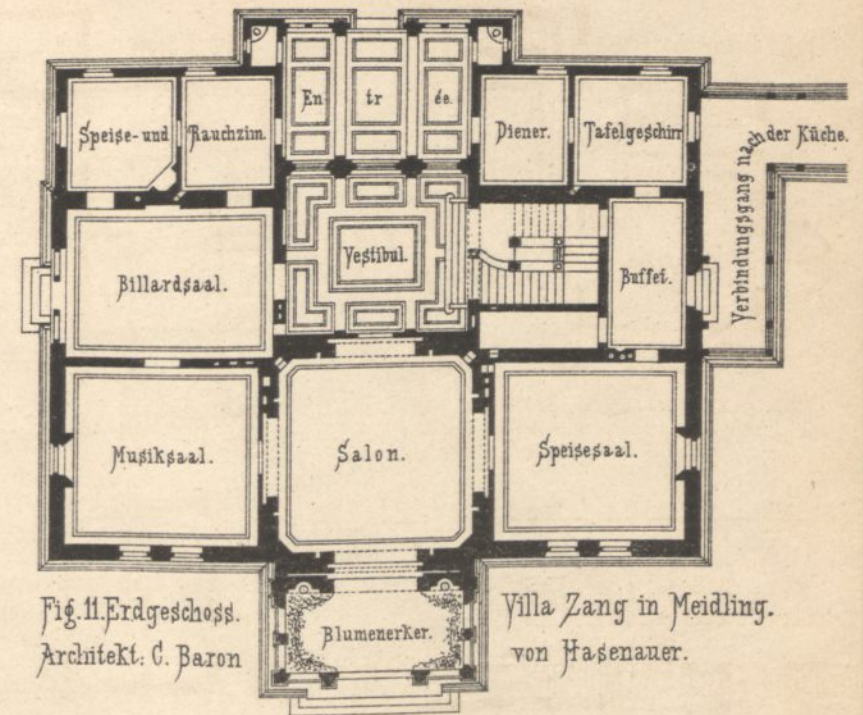 En tr ée.
Speise- und Rauchzim.
Diener. Tafelgeschirr
Verbindungsgang nach der Küche.
Vestibul.
Billardsaal.
Buffet.
Musiksaal.
Salon.
Speisesaal.
Blumenerker.
Fig. 11. Erdgeschoss.
Architekt: C. Baron
Villa Zang in Meidling.
von Hasenauer.